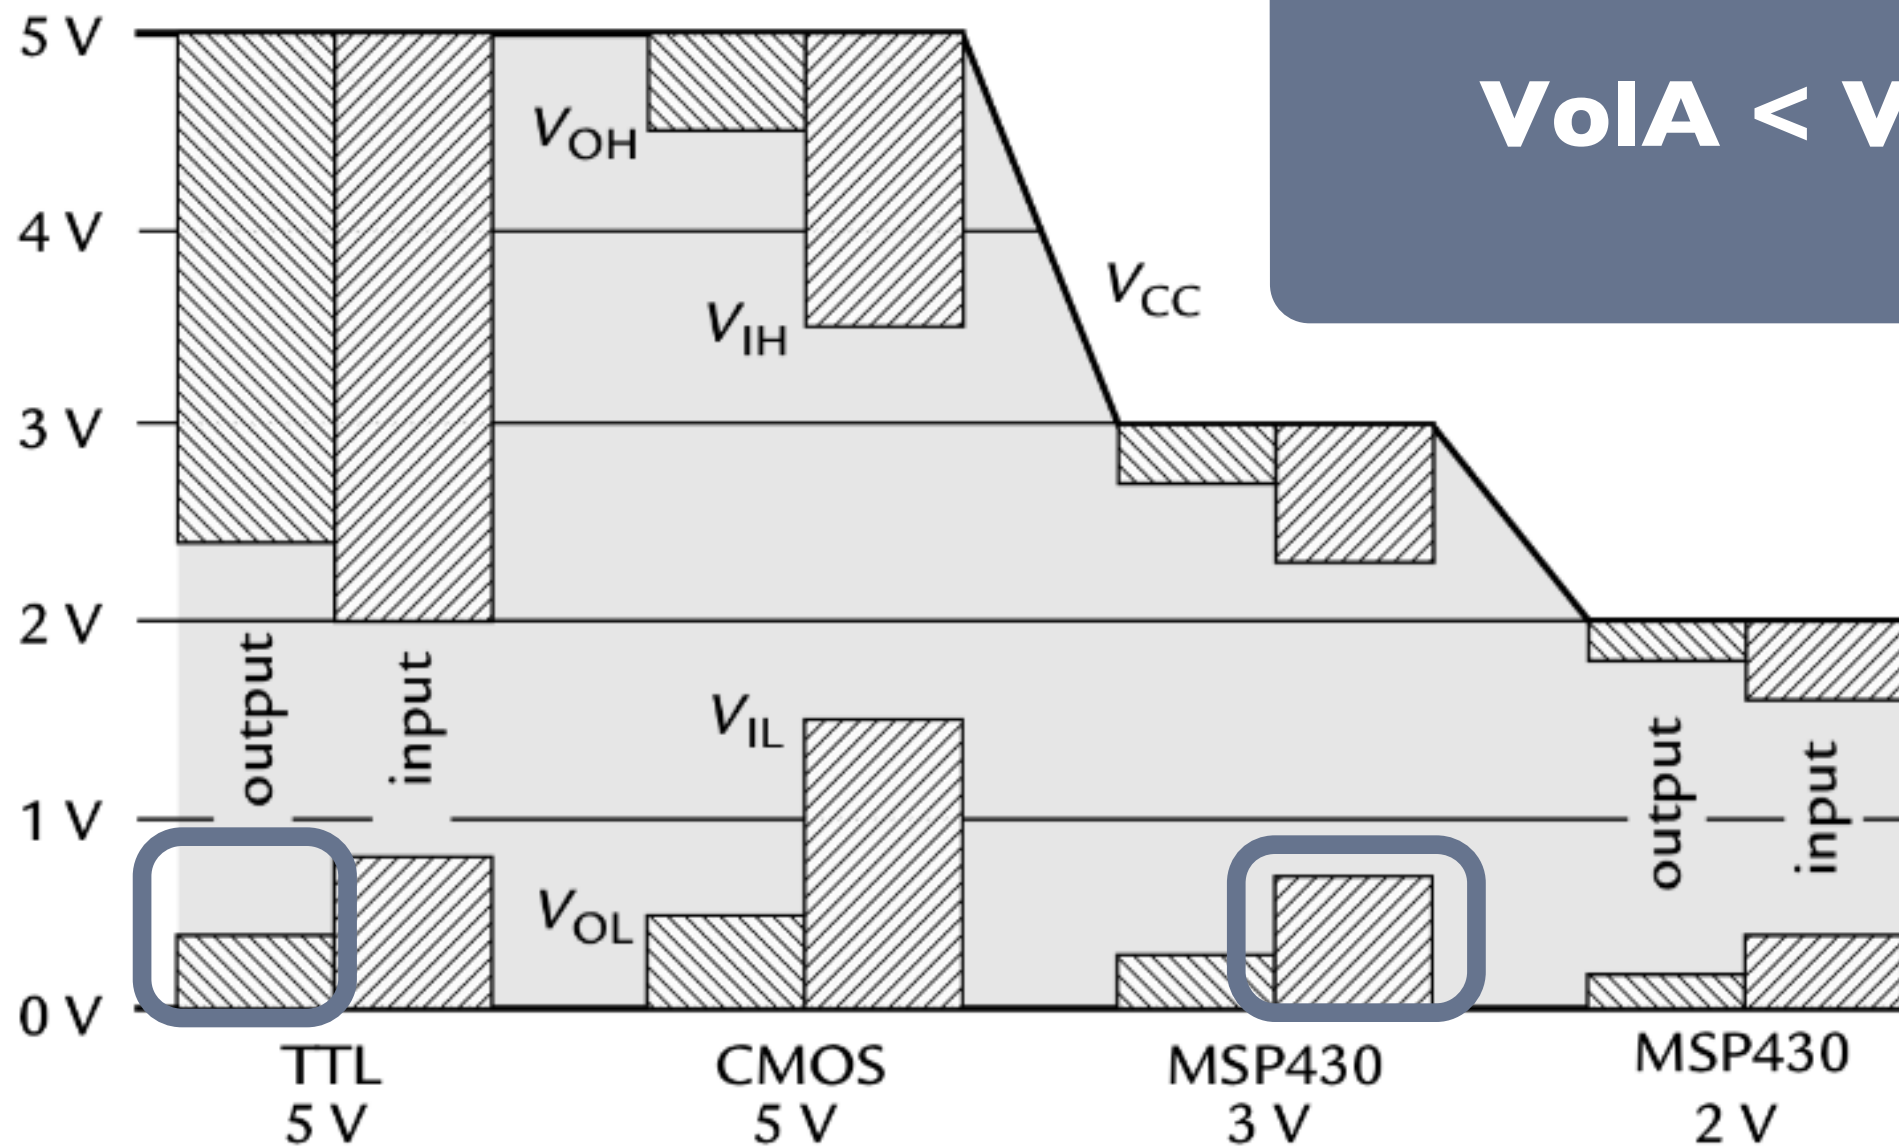 5 V
VolA < V
VOH
4 V
VCC
VIH
3 V
2 V
output
input
VIL
output
input
1 V
VOL
0 V
TTL
5 V
CMOS
5 V
MSP430
3 V
MSP430
2 V